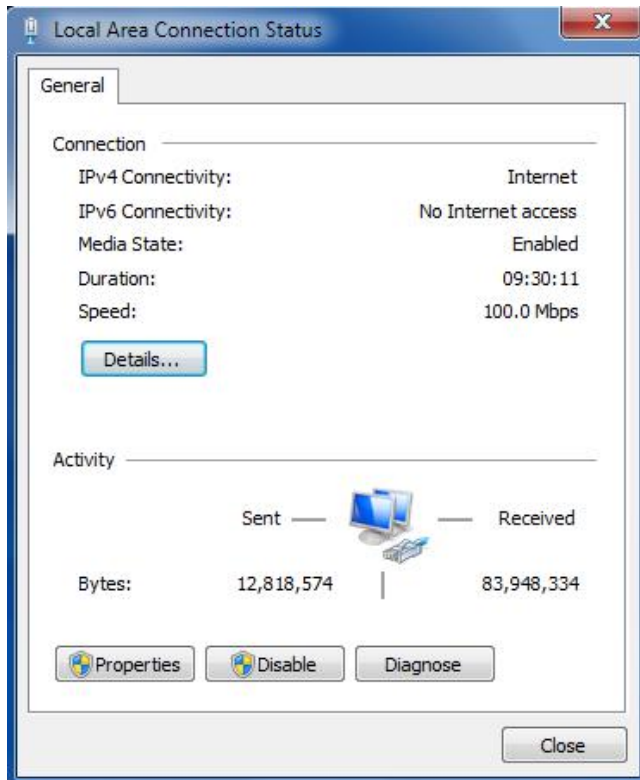 Local Area Connection Status
General
Connection
IPv4 Connectivity: Internet
IPv6 Connectivity: No Internet access
Media State: Enabled
Duration: 09:30:11
Speed: 100.0 Mbps
Details...
Activity
Sent Received
Bytes: 12,818,574 83,948,334
Properties Disable Diagnose
Close